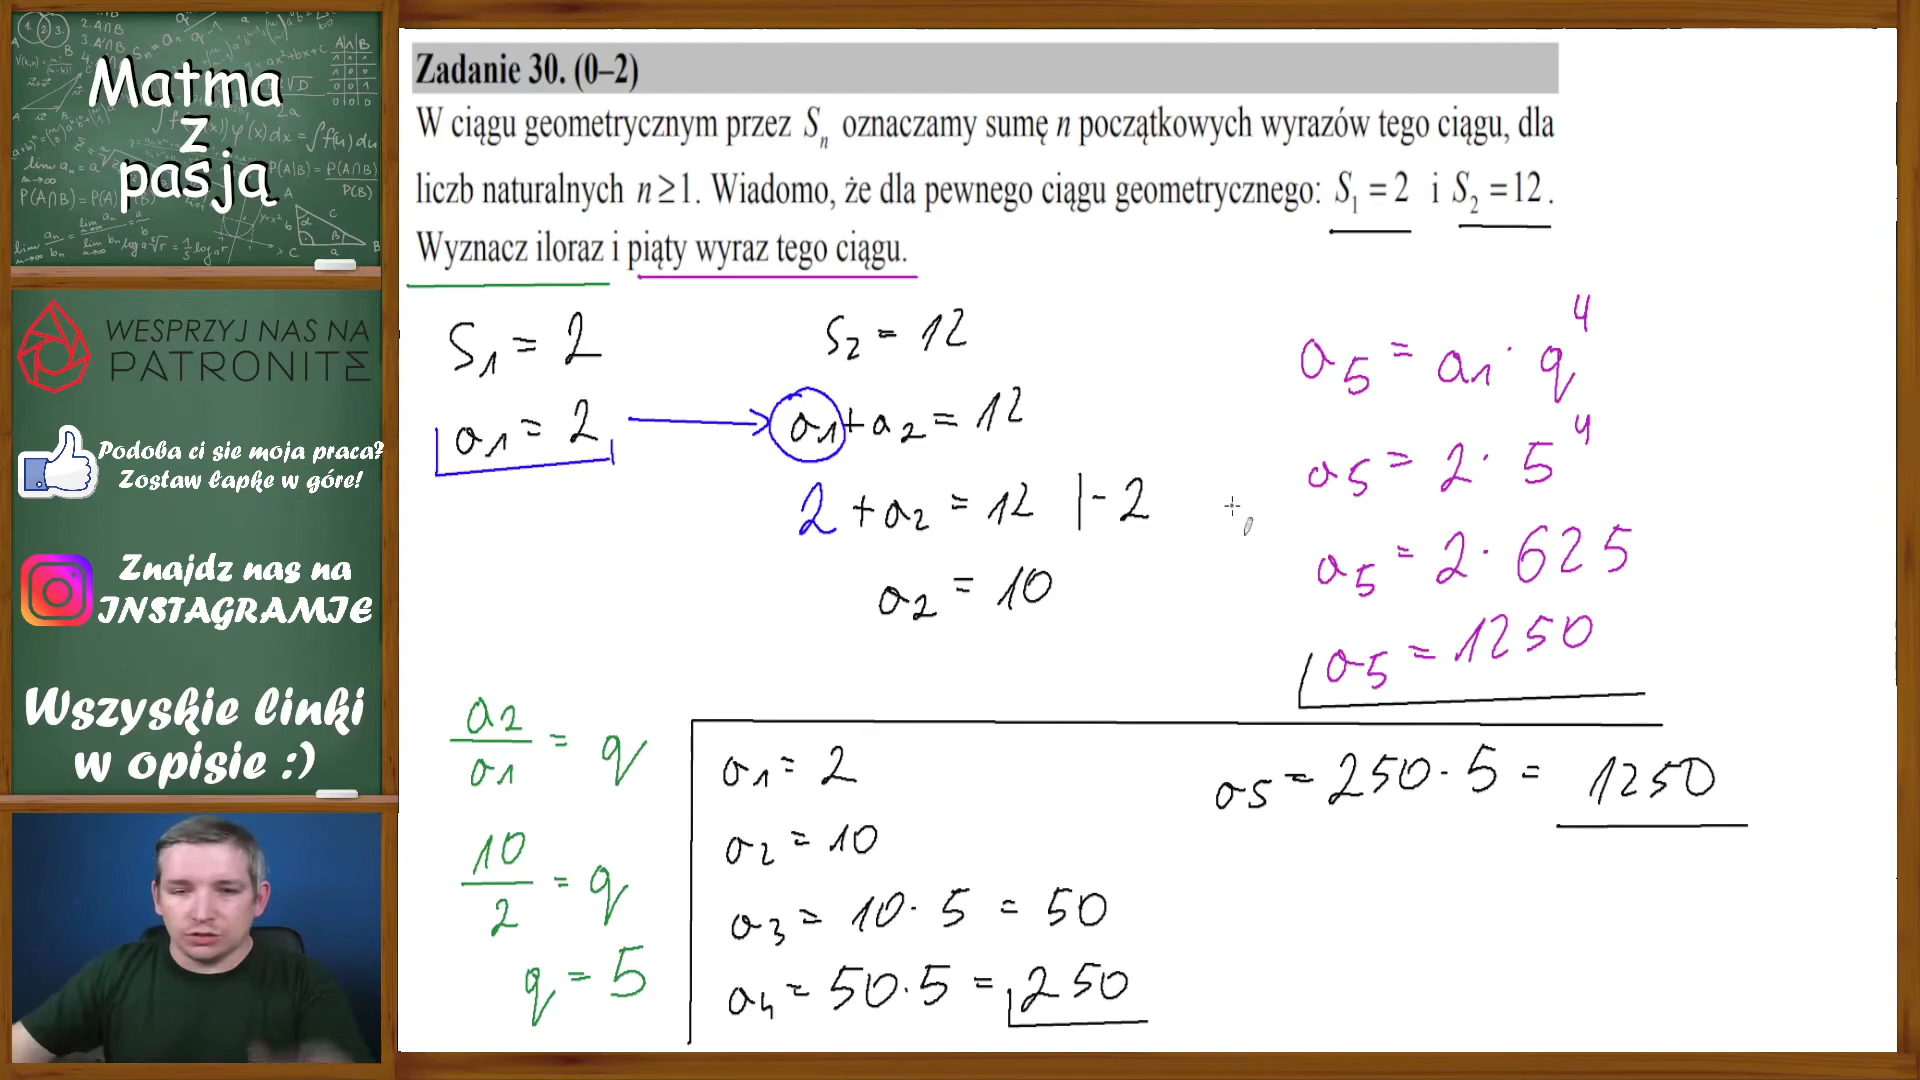 Matma
z
pasją
WESPRZYJ NAS NA
PATRONITE
Podoba ci sie moja praca?
Zostaw łapke w góre!
Znajdz nas na
INSTAGRAMIE
Wszyskie linki
w opisie :)
Zadanie 30. (0–2)
W ciągu geometrycznym przez Sₙ oznaczamy sumę n początkowych wyrazów tego ciągu, dla
liczb naturalnych n ≥ 1. Wiadomo, że dla pewnego ciągu geometrycznego: S₁ = 2 i S₂ = 12.
Wyznacz iloraz i piąty wyraz tego ciągu.
S₁ = 2
a₁ = 2
S₂ = 12
a₁ + a₂ = 12
2 + a₂ = 12 | - 2
a₂ = 10
a₅ = a₁ · q⁴
a₅ = 2 · 5⁴
a₅ = 2 · 625
a₅ = 1250
a₂/a₁ = q
10/2 = q
q = 5
a₁ = 2
a₂ = 10
a₃ = 10 · 5 = 50
a₄ = 50 · 5 = 250
a₅ = 250 · 5 = 1250